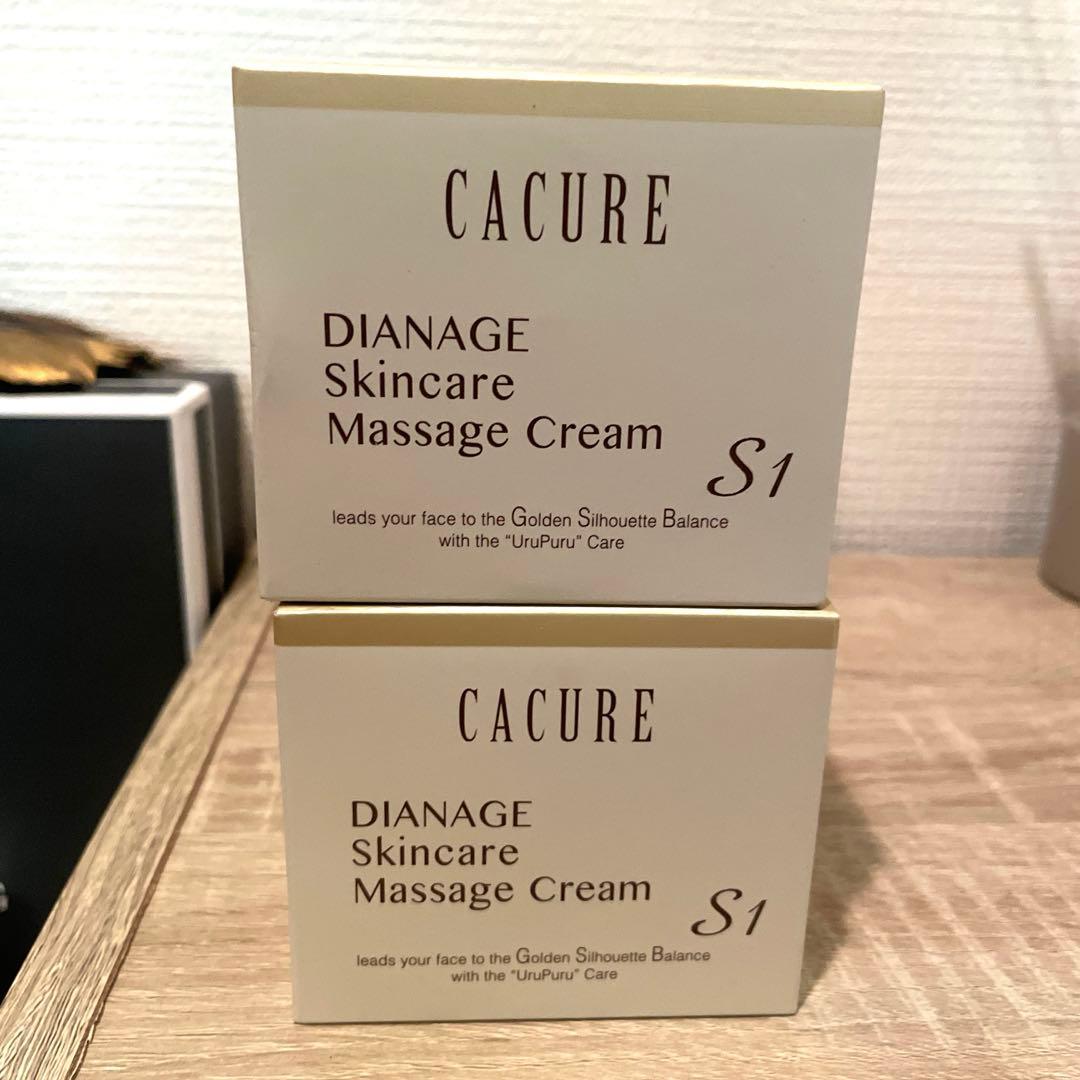 CACURE
DIANAGE
Skincare
Massage Cream
S1
leads your face to the Golden Silhouette Balance
with the "UruPuru" Care
CACURE
DIANAGE
Skincare
Massage Cream
S1
leads your face to the Golden Silhouette Balance
with the "UruPuru" Care